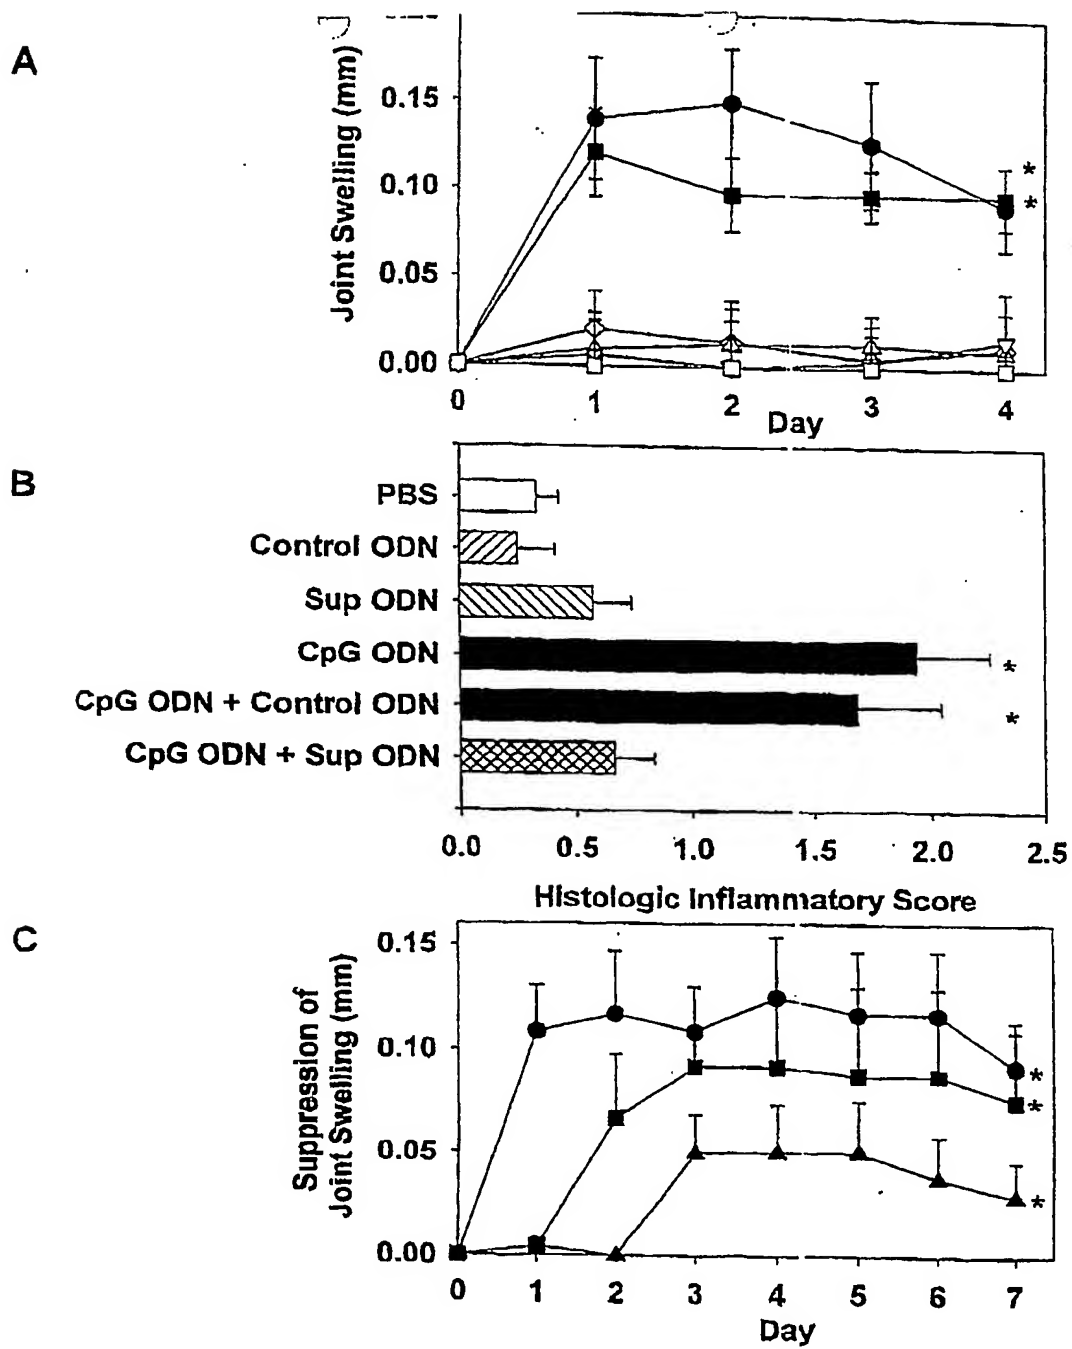 A
Joint Swelling (mm)
0.15
0.10
0.05
0.00
*
*
0 1 2 3 4
Day
B
PBS
Control ODN
Sup ODN
CpG ODN
*
CpG ODN + Control ODN
*
CpG ODN + Sup ODN
0.0 0.5 1.0 1.5 2.0 2.5
Histologic Inflammatory Score
C
Suppression of
Joint Swelling (mm)
0.15
0.10
0.05
0.00
*
*
*
0 1 2 3 4 5 6 7
Day